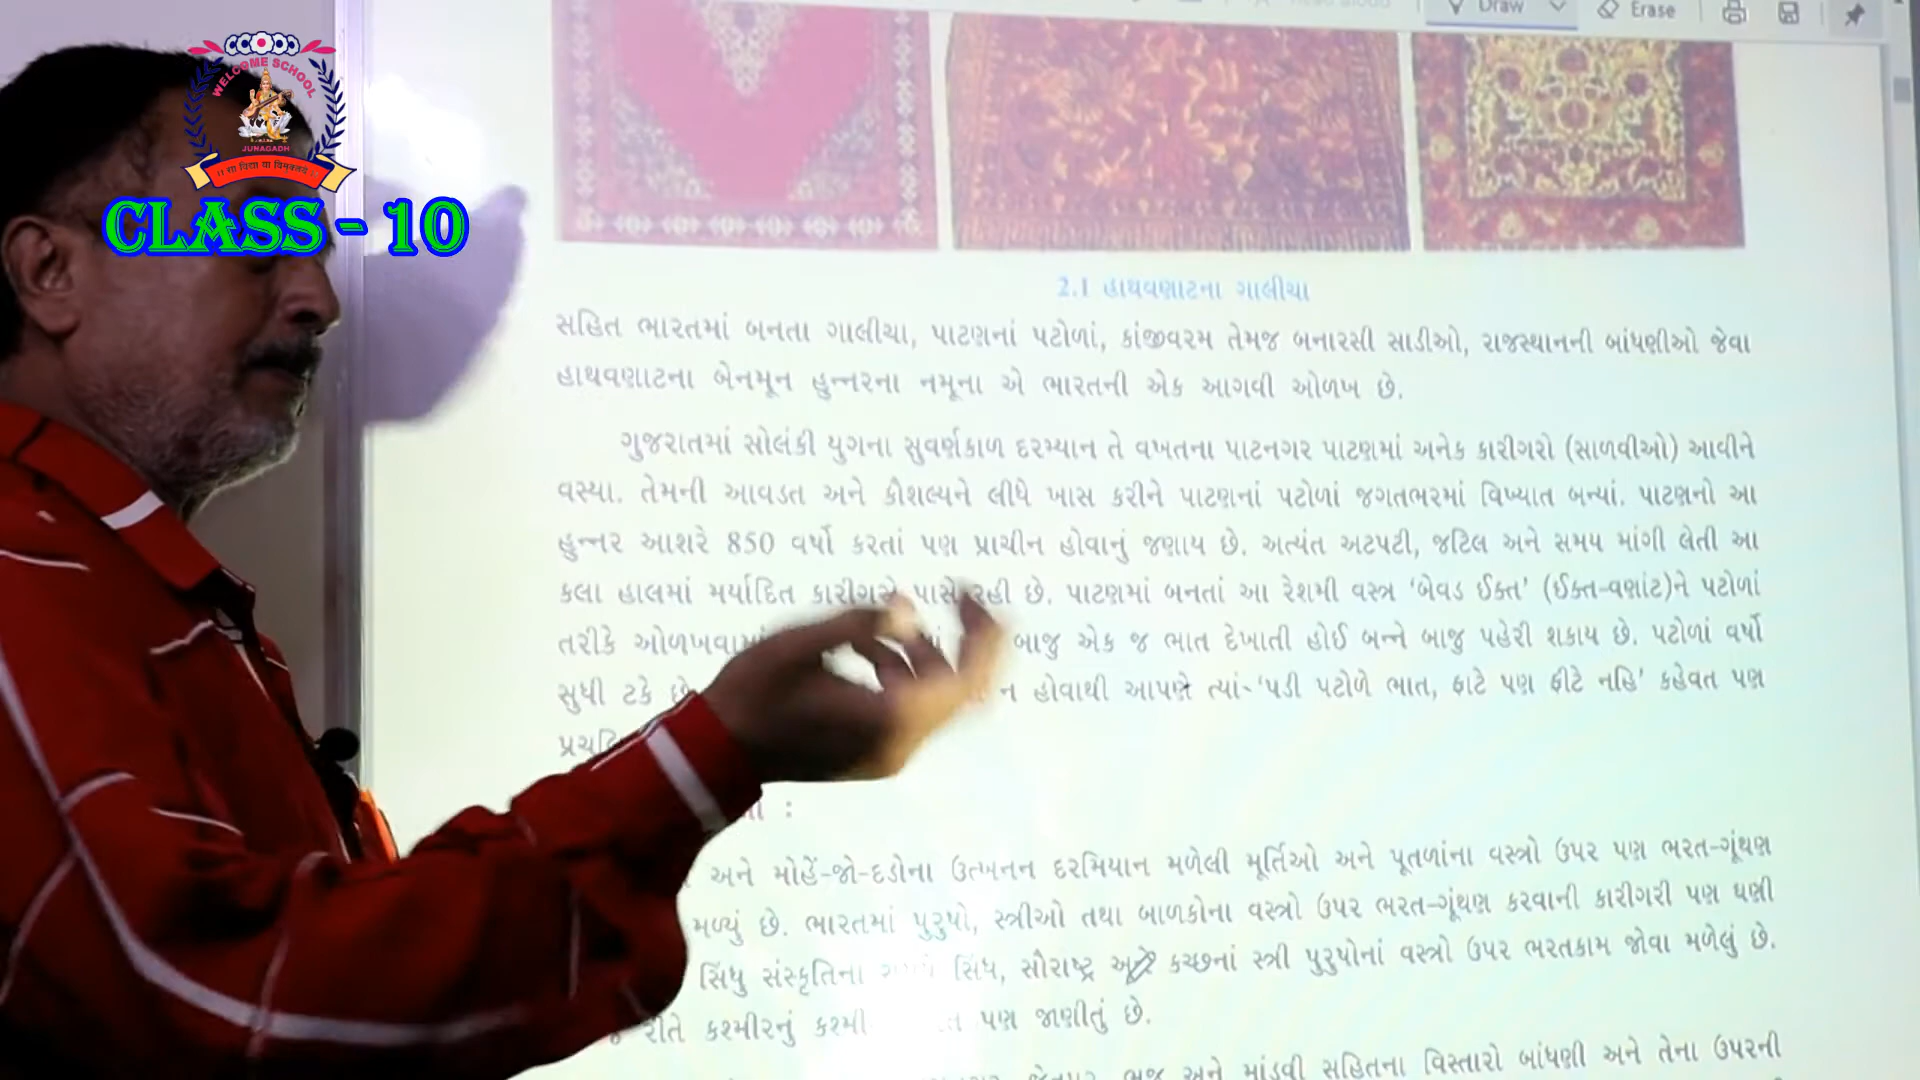 WELCOME SCHOOL
JUNAGADH
।। सा विद्या या विमुक्तये ।।
CLASS - 10
Draw
Erase
2.1 હાથવણાટના ગાલીચા
સહિત ભારતમાં બનતા ગાલીચા, પાટણનાં પટોળાં, કાંજીવરમ તેમજ બનારસી સાડીઓ, રાજસ્થાનની બાંધણીઓ જેવા
હાથવણાટના બેનમૂન હુન્નરના નમૂના એ ભારતની એક આગવી ઓળખ છે.
ગુજરાતમાં સોલંકી યુગના સુવર્ણકાળ દરમ્યાન તે વખતના પાટનગર પાટણમાં અનેક કારીગરો (સાળવીઓ) આવીને
વસ્યા. તેમની આવડત અને કૌશલ્યને લીધે ખાસ કરીને પાટણનાં પટોળાં જગતભરમાં વિખ્યાત બન્યાં. પાટણનો આ
હુન્નર આશરે 850 વર્ષો કરતાં પણ પ્રાચીન હોવાનું જણાય છે. અત્યંત અટપટી, જટિલ અને સમય માંગી લેતી આ
કલા હાલમાં મર્યાદિત કારીગરો પાસે રહી છે. પાટણમાં બનતાં આ રેશમી વસ્ત્ર ‘બેવડ ઈક્ત’ (ઈક્ત-વણાંટ)ને પટોળાં
તરીકે બાજુ એક જ ભાત દેખાતી હોઈ બન્ને બાજુ પહેરી શકાય છે. પટોળાં વર્ષો
સુધી ટકે છે ન હોવાથી આપણે ત્યાં-‘પડી પટોળે ભાત, ફાટે પણ ફીટે નહિ’ કહેવત પણ
:
અને મોહેં-જો-દડોના ઉત્ખનન દરમિયાન મળેલી મૂર્તિઓ અને પૂતળાંના વસ્ત્રો ઉપર પણ ભરત-ગૂંથણ
મળ્યું છે. ભારતમાં પુરુષો, સ્ત્રીઓ તથા બાળકોના વસ્ત્રો ઉપર ભરત-ગૂંથણ કરવાની કારીગરી પણ ઘણી
સિંધુ સંસ્કૃતિના સિંધ, સૌરાષ્ટ્ર અને કચ્છનાં સ્ત્રી પુરુષોનાં વસ્ત્રો ઉપર ભરતકામ જોવા મળેલું છે.
રીતે કશ્મીરનું પણ જાણીતું છે.
ભુજ અને માંડવી સહિતના વિસ્તારો બાંધણી અને તેના ઉપરની